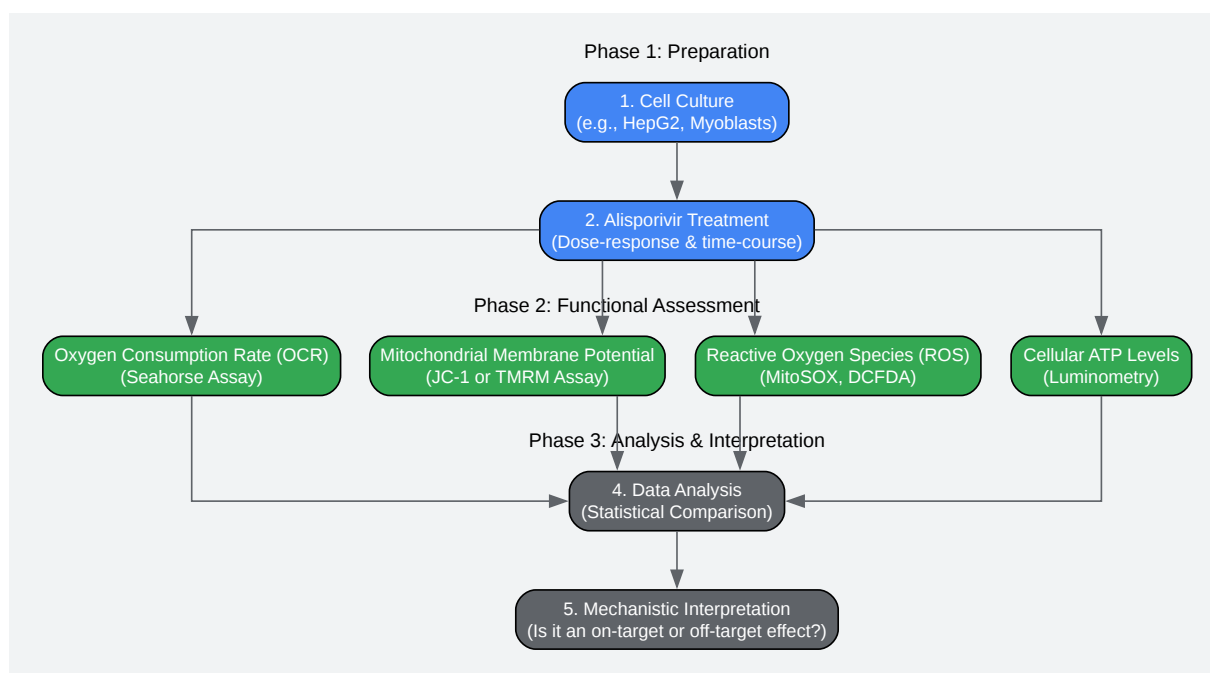 Phase 1: Preparation
1. Cell Culture
(e.g., HepG2, Myoblasts)
2. Alisporivir Treatment
(Dose-response & time-course)
Phase 2: Functional Assessment
Oxygen Consumption Rate (OCR)
(Seahorse Assay)
Mitochondrial Membrane Potential
(JC-1 or TMRM Assay)
Reactive Oxygen Species (ROS)
(MitoSOX, DCFDA)
Cellular ATP Levels
(Luminometry)
Phase 3: Analysis & Interpretation
4. Data Analysis
(Statistical Comparison)
5. Mechanistic Interpretation
(Is it an on-target or off-target effect?)